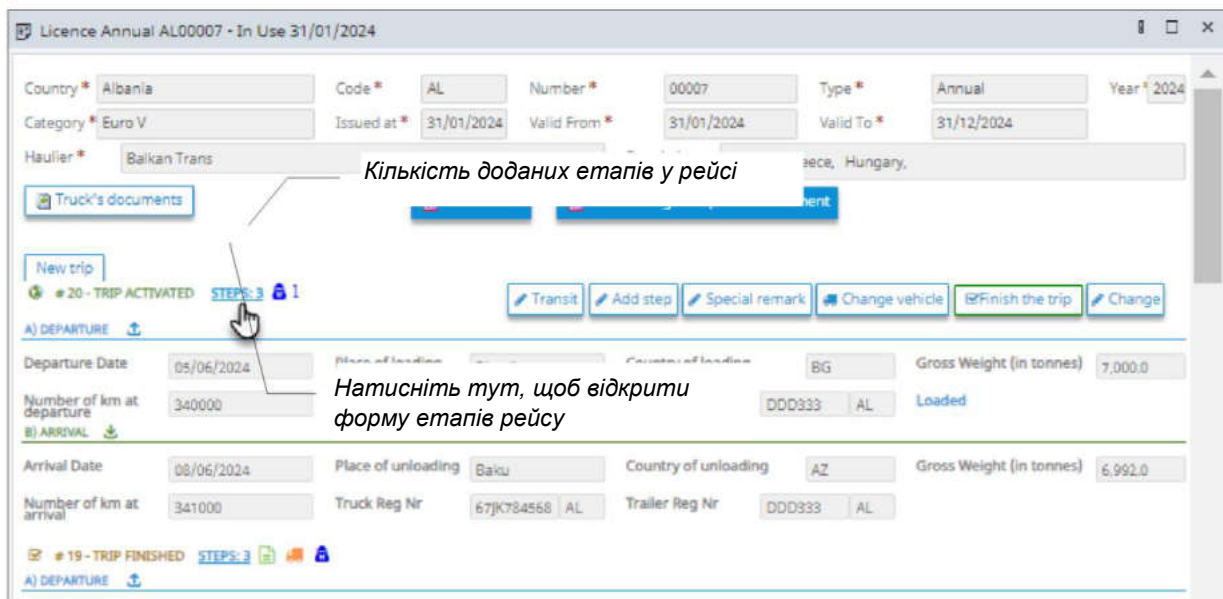 Licence Annual AL00007 - In Use 31/01/2024
Country * Albania Code * AL Number * 00007 Type * Annual Year * 2024
Category * Euro V Issued at * 31/01/2024 Valid From * 31/01/2024 Valid To * 31/12/2024
Haulier * Balkan Trans Hungary,
Кількість доданих етапів у рейсі
Truck's documents
New trip
# 20 - TRIP ACTIVATED STEPS: 3 1 Transit Add step Special remark Change vehicle Finish the trip Change
A) DEPARTURE
Departure Date 05/06/2024 Place of loading Country of loading BG Gross Weight (in tonnes) 7,000.0
Натисніть тут, щоб відкрити
форму етапів рейсу
Number of km at departure 340000 DDD333 AL Loaded
B) ARRIVAL
Arrival Date 08/06/2024 Place of unloading Baku Country of unloading AZ Gross Weight (in tonnes) 6,992.0
Number of km at arrival 341000 Truck Reg Nr 67JK784568 AL Trailer Reg Nr DDD333 AL
# 19 - TRIP FINISHED STEPS: 3
A) DEPARTURE